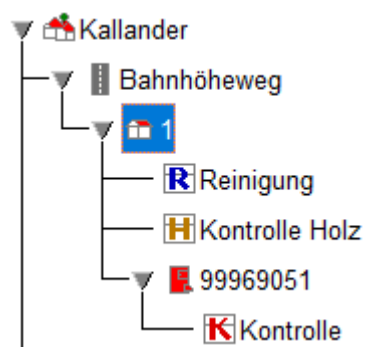 Kallander
Bahnhöheweg
1
R Reinigung
H Kontrolle Holz
99969051
K Kontrolle